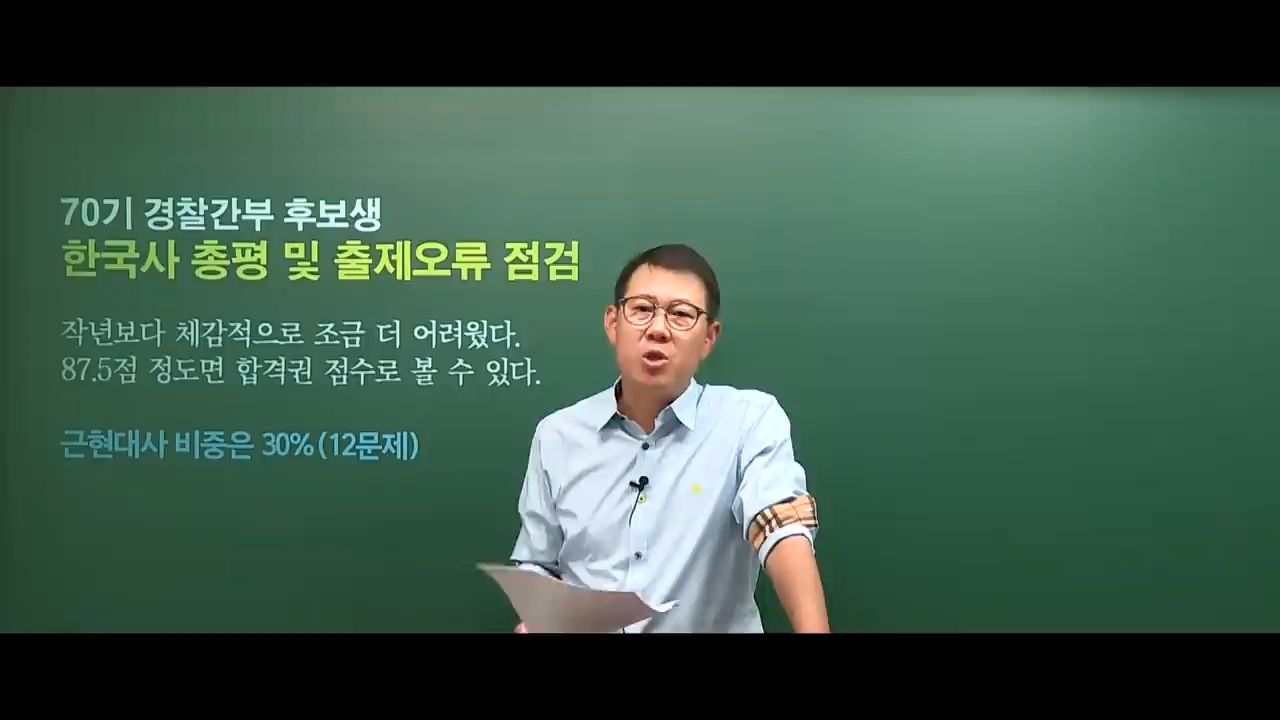 70기 경찰간부 후보생
한국사 총평 및 출제오류 점검
작년보다 체감적으로 조금 더 어려웠다.
87.5점 정도면 합격권 점수로 볼 수 있다.
근현대사 비중은 30%(12문제)